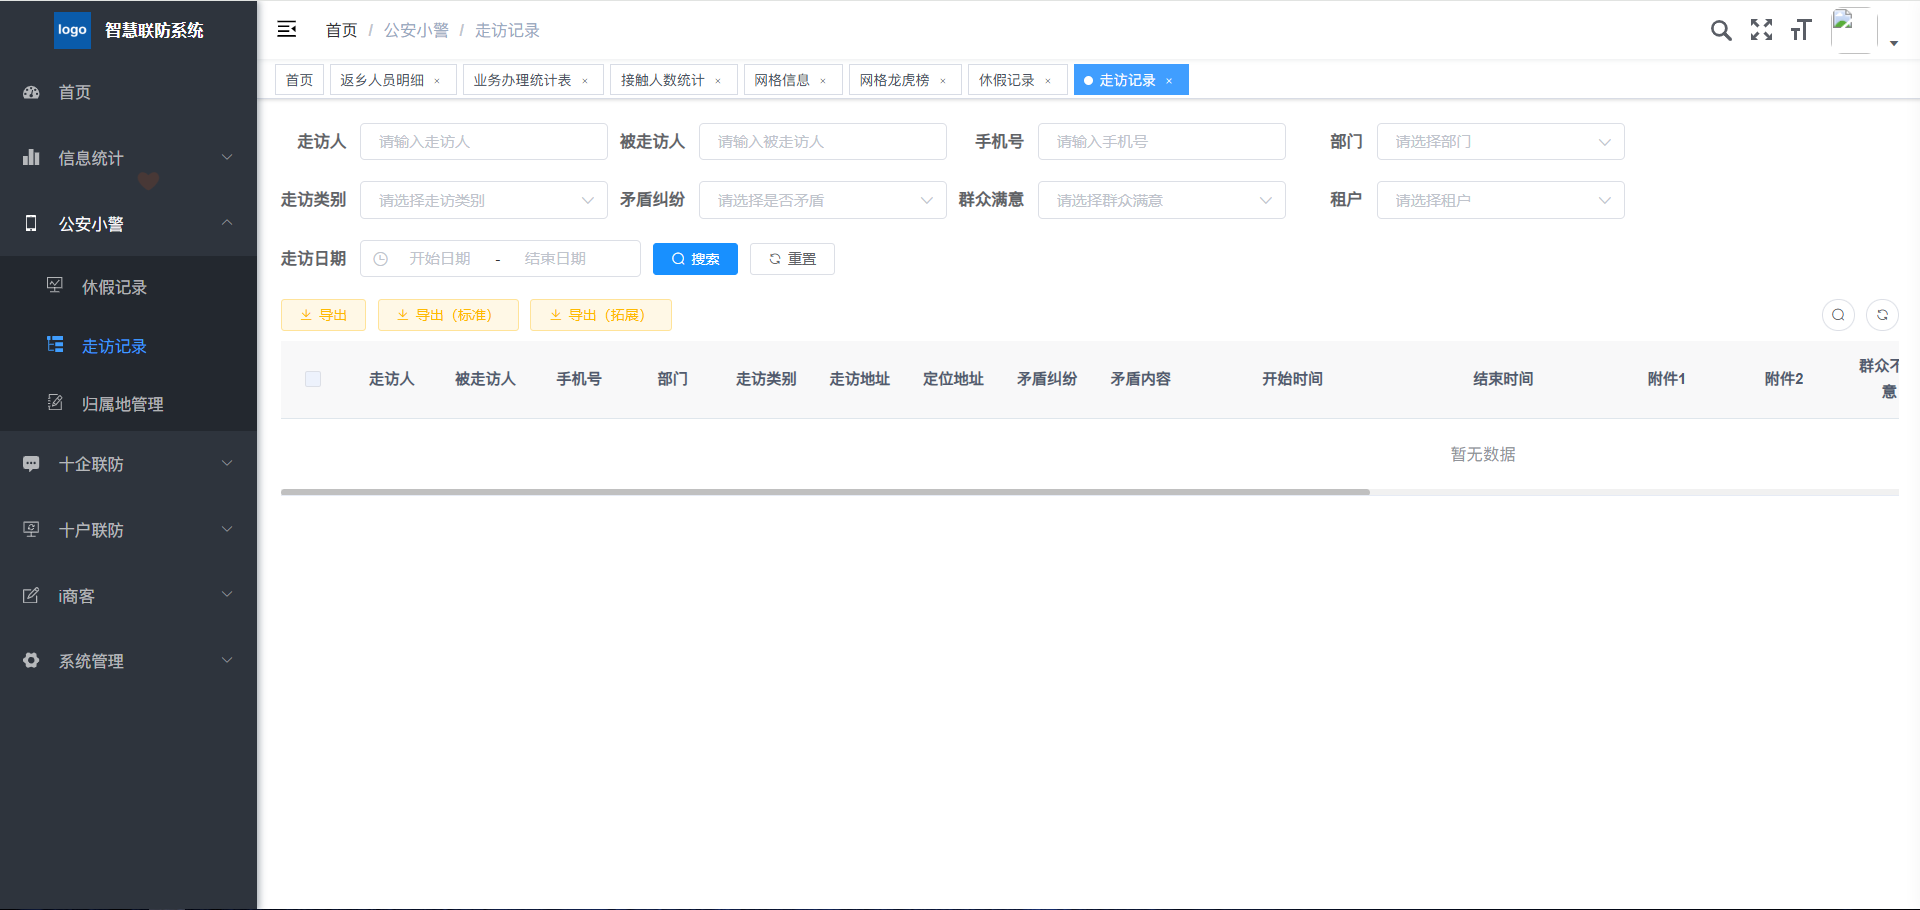 logo 智慧联防系统
首页
信息统计
公安小警
休假记录
走访记录
归属地管理
十企联防
十户联防
i商客
系统管理
首页 / 公安小警 / 走访记录
首页 返乡人员明细 × 业务办理统计表 × 接触人数统计 × 网格信息 × 网格龙虎榜 × 休假记录 × 走访记录 ×
走访人 请输入走访人 被走访人 请输入被走访人 手机号 请输入手机号 部门 请选择部门
走访类别 请选择走访类别 矛盾纠纷 请选择是否矛盾 群众满意 请选择群众满意 租户 请选择租户
走访日期 开始日期 - 结束日期 搜索 重置
导出 导出（标准） 导出（拓展）
走访人 被走访人 手机号 部门 走访类别 走访地址 定位地址 矛盾纠纷 矛盾内容 开始时间 结束时间 附件1 附件2 群众不
意
暂无数据